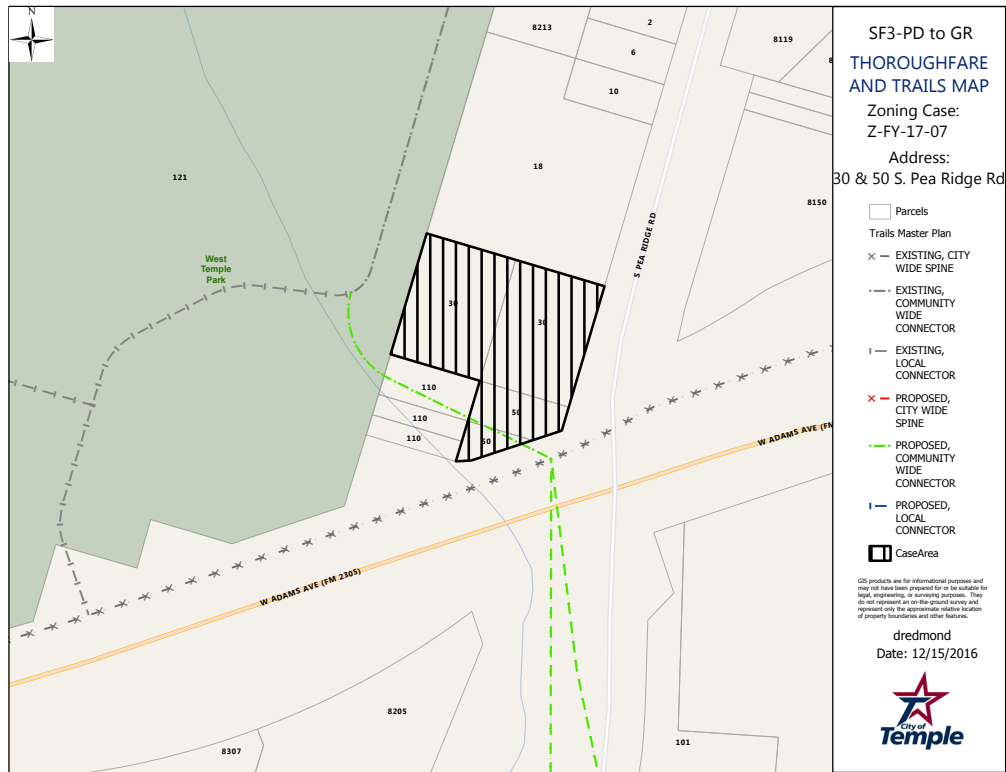 N
8213
2
6
10
8119
18
121
8150
West
Temple
Park
S PEA RIDGE RD
30
30
110
110
110
50
50
W ADAMS AVE (FM
W ADAMS AVE (FM 2305)
8205
8307
101
SF3-PD to GR
THOROUGHFARE
AND TRAILS MAP
Zoning Case:
Z-FY-17-07
Address:
30 & 50 S. Pea Ridge Rd
Parcels
Trails Master Plan
EXISTING, CITY
WIDE SPINE
EXISTING,
COMMUNITY
WIDE
CONNECTOR
EXISTING,
LOCAL
CONNECTOR
PROPOSED,
CITY WIDE
SPINE
PROPOSED,
COMMUNITY
WIDE
CONNECTOR
PROPOSED,
LOCAL
CONNECTOR
CaseArea
GIS products are for informational purposes and
may not have been prepared for or be suitable for
legal, engineering, or surveying purposes. They
do not represent an on-the-ground survey and
represent only the approximate relative location
of property boundaries and other features.
dredmond
Date: 12/15/2016
City of
Temple